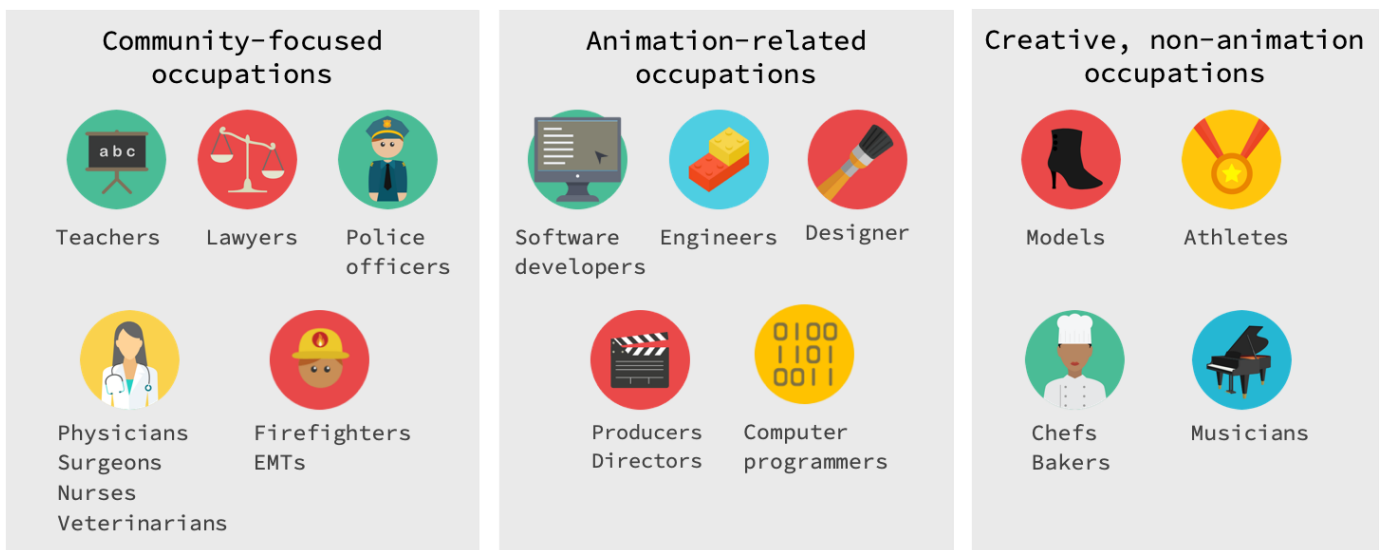 Community-focused
occupations
a b c
Teachers
Lawyers
Police
officers
Physicians
Surgeons
Nurses
Veterinarians
Firefighters
EMTs
Animation-related
occupations
Software
developers
Engineers
Designer
Producers
Directors
0100
1101
0011
Computer
programmers
Creative, non-animation
occupations
Models
Athletes
Chefs
Bakers
Musicians